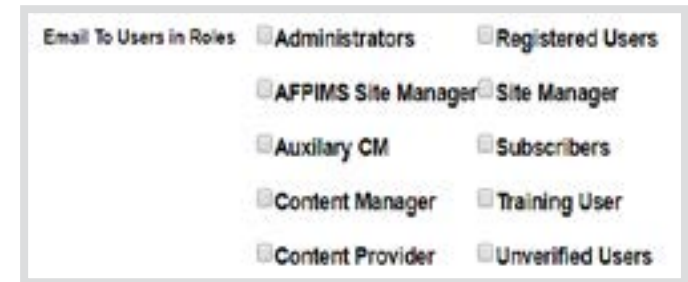 Email To Users in Roles Administrators Registered Users
AFPIMS Site Manager Site Manager
Auxilary CM Subscribers
Content Manager Training User
Content Provider Unverified Users